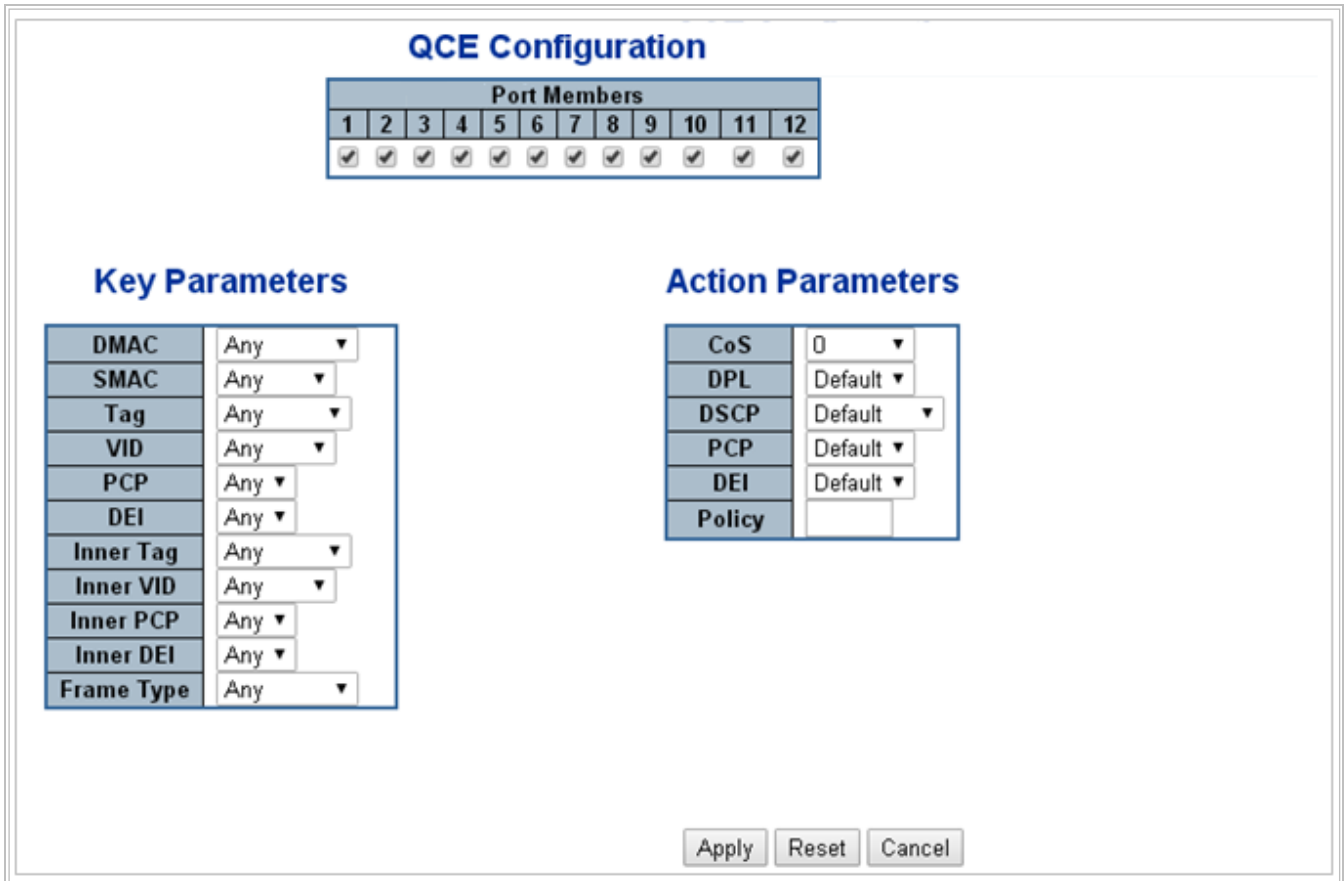 QCE Configuration
Port Members
1 2 3 4 5 6 7 8 9 10 11 12
Key Parameters
DMAC Any
SMAC Any
Tag Any
VID Any
PCP Any
DEI Any
Inner Tag Any
Inner VID Any
Inner PCP Any
Inner DEI Any
Frame Type Any
Action Parameters
CoS 0
DPL Default
DSCP Default
PCP Default
DEI Default
Policy
Apply Reset Cancel